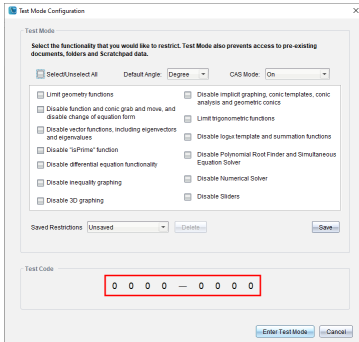 Test Mode Configuration
Test Mode
Select the functionality that you would like to restrict. Test Mode also prevents access to pre-existing
documents, folders and Scratchpad data.
Select/Unselect All Default Angle: Degree CAS Mode: On
Limit geometry functions
Disable function and conic grab and move, and
disable change of equation form
Disable vector functions, including eigenvectors
and eigenvalues
Disable "isPrime" function
Disable differential equation functionality
Disable inequality graphing
Disable 3D graphing
Disable implicit graphing, conic templates, conic
analysis and geometric conics
Limit trigonometric functions
Disable logbx template and summation functions
Disable Polynomial Root Finder and Simultaneous
Equation Solver
Disable Numerical Solver
Disable Sliders
Saved Restrictions Unsaved Delete Save
Test Code
0 0 0 0 — 0 0 0 0
Enter Test Mode Cancel